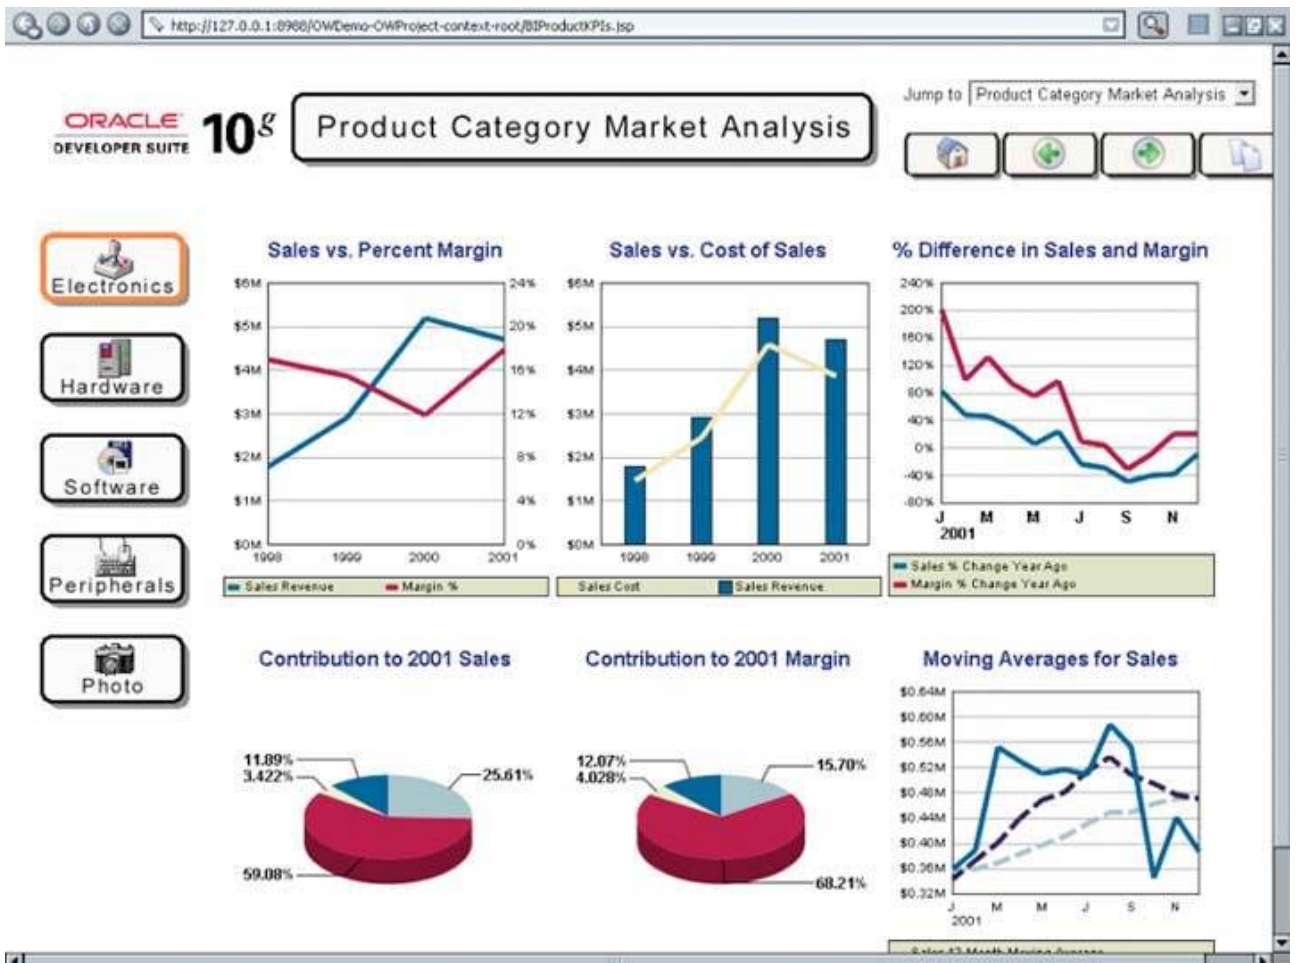 http://127.0.0.1:8988/OWDemo-OWProject-context-root/BIProductKPIs.jsp
Jump to Product Category Market Analysis
ORACLE
DEVELOPER SUITE
10g
Product Category Market Analysis
Electronics
Hardware
Software
Peripherals
Photo
Sales vs. Percent Margin
$6M
$5M
$4M
$3M
$2M
$1M
$0M
24%
20%
16%
12%
8%
4%
0%
1998 1999 2000 2001
Sales Revenue Margin %
Sales vs. Cost of Sales
$6M
$5M
$4M
$3M
$2M
$1M
$0M
1998 1999 2000 2001
Sales Cost Sales Revenue
% Difference in Sales and Margin
240%
200%
160%
120%
80%
40%
0%
-40%
-80%
J M M J S N
2001
Sales % Change Year Ago
Margin % Change Year Ago
Contribution to 2001 Sales
11.89%
3.422%
25.61%
59.08%
Contribution to 2001 Margin
12.07%
4.028%
15.70%
68.21%
Moving Averages for Sales
$0.64M
$0.60M
$0.56M
$0.52M
$0.48M
$0.44M
$0.40M
$0.36M
$0.32M
J M M J S N
2001
Sales 12 Month Moving Average